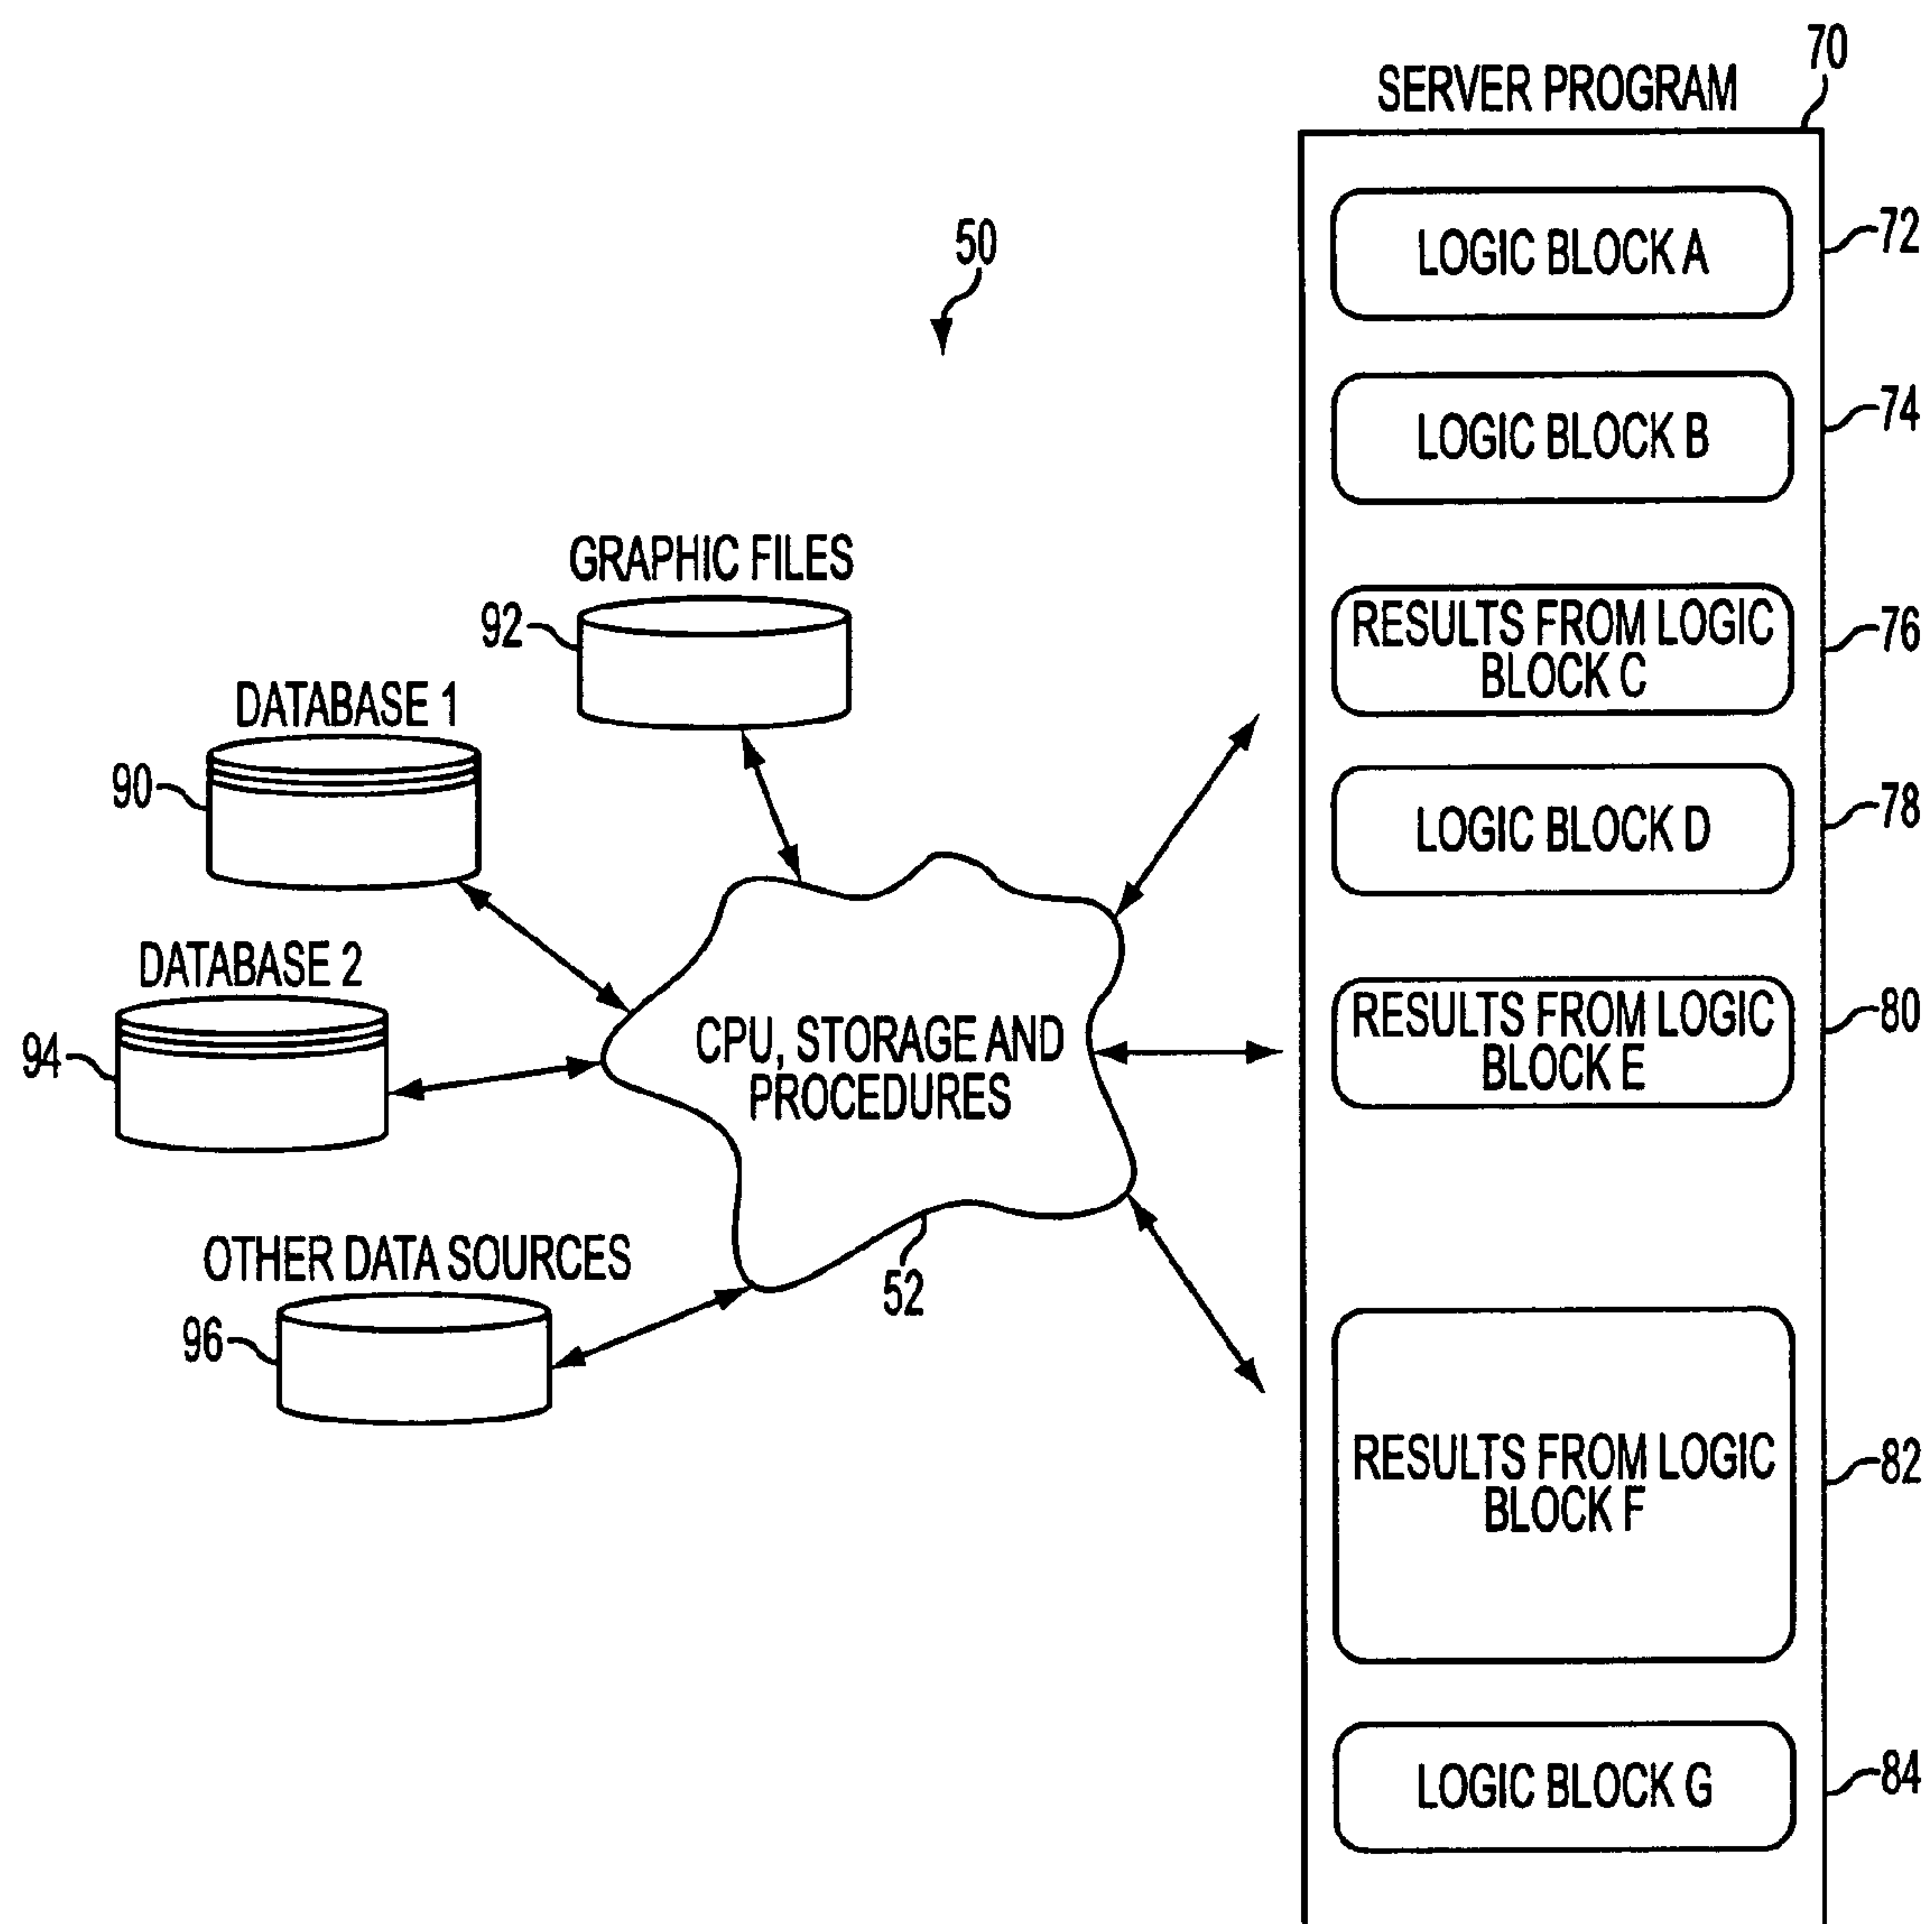 70
SERVER PROGRAM
50
LOGIC BLOCK A
72
LOGIC BLOCK B
74
GRAPHIC FILES
92
RESULTS FROM LOGIC
BLOCK C
76
DATABASE 1
90
LOGIC BLOCK D
78
DATABASE 2
94
CPU, STORAGE AND
PROCEDURES
52
RESULTS FROM LOGIC
BLOCK E
80
OTHER DATA SOURCES
96
RESULTS FROM LOGIC
BLOCK F
82
LOGIC BLOCK G
84